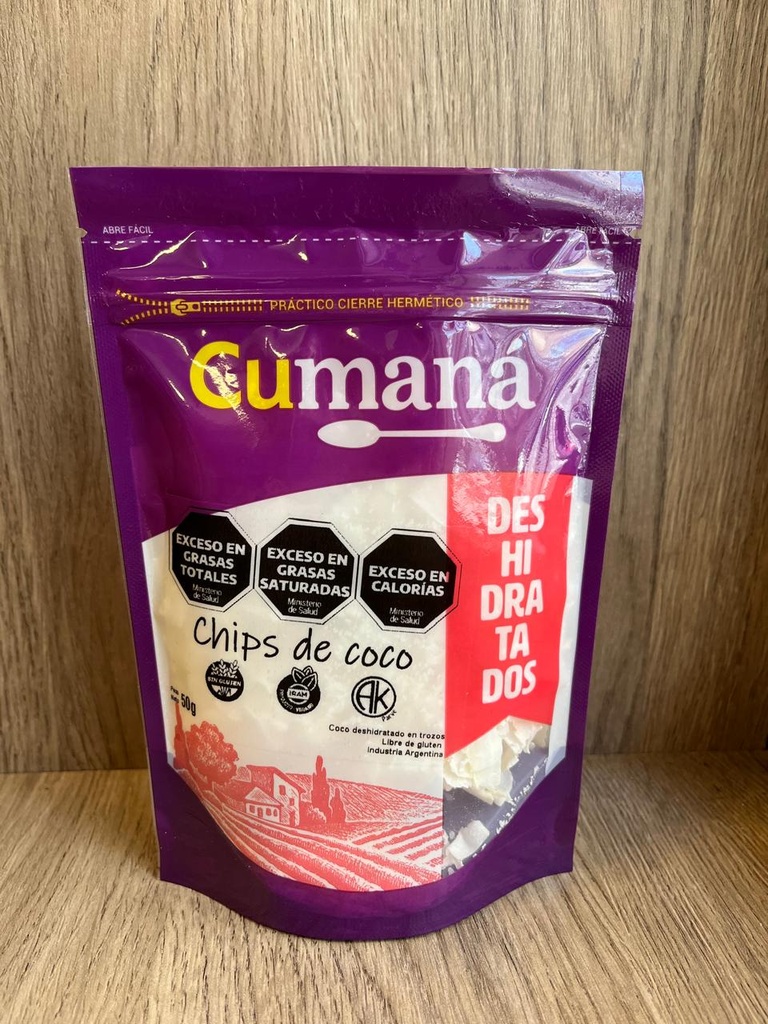 ABRE FÁCIL
ABRE FÁCIL
PRÁCTICO CIERRE HERMÉTICO
Cumaná
DES
HI
DRA
TA
DOS
EXCESO EN
GRASAS
TOTALES
Ministerio
de Salud
EXCESO EN
GRASAS
SATURADAS
Ministerio
de Salud
EXCESO EN
CALORÍAS
Ministerio
de Salud
Chips de coco
SIN GLUTEN
IRAM
AK
50g
Coco deshidratado en trozos
Libre de gluten
Industria Argentina